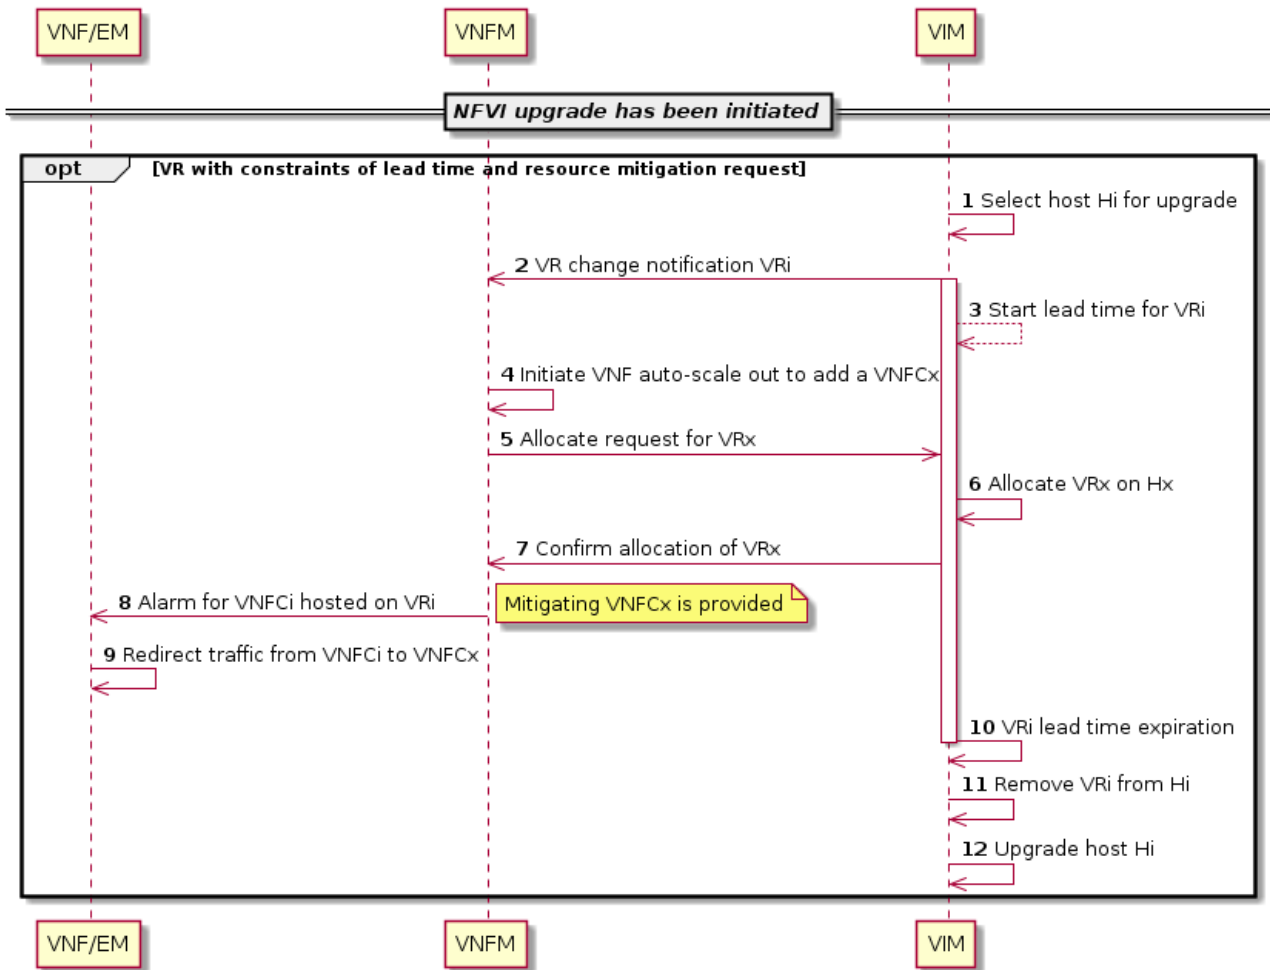 VNF/EM VNFM VIM
NFVI upgrade has been initiated
opt [VR with constraints of lead time and resource mitigation request]
1 Select host Hi for upgrade
2 VR change notification VRi
3 Start lead time for VRi
4 Initiate VNF auto-scale out to add a VNFCx
5 Allocate request for VRx
6 Allocate VRx on Hx
7 Confirm allocation of VRx
8 Alarm for VNFCi hosted on VRi
Mitigating VNFCx is provided
9 Redirect traffic from VNFCi to VNFCx
10 VRi lead time expiration
11 Remove VRi from Hi
12 Upgrade host Hi
VNF/EM VNFM VIM